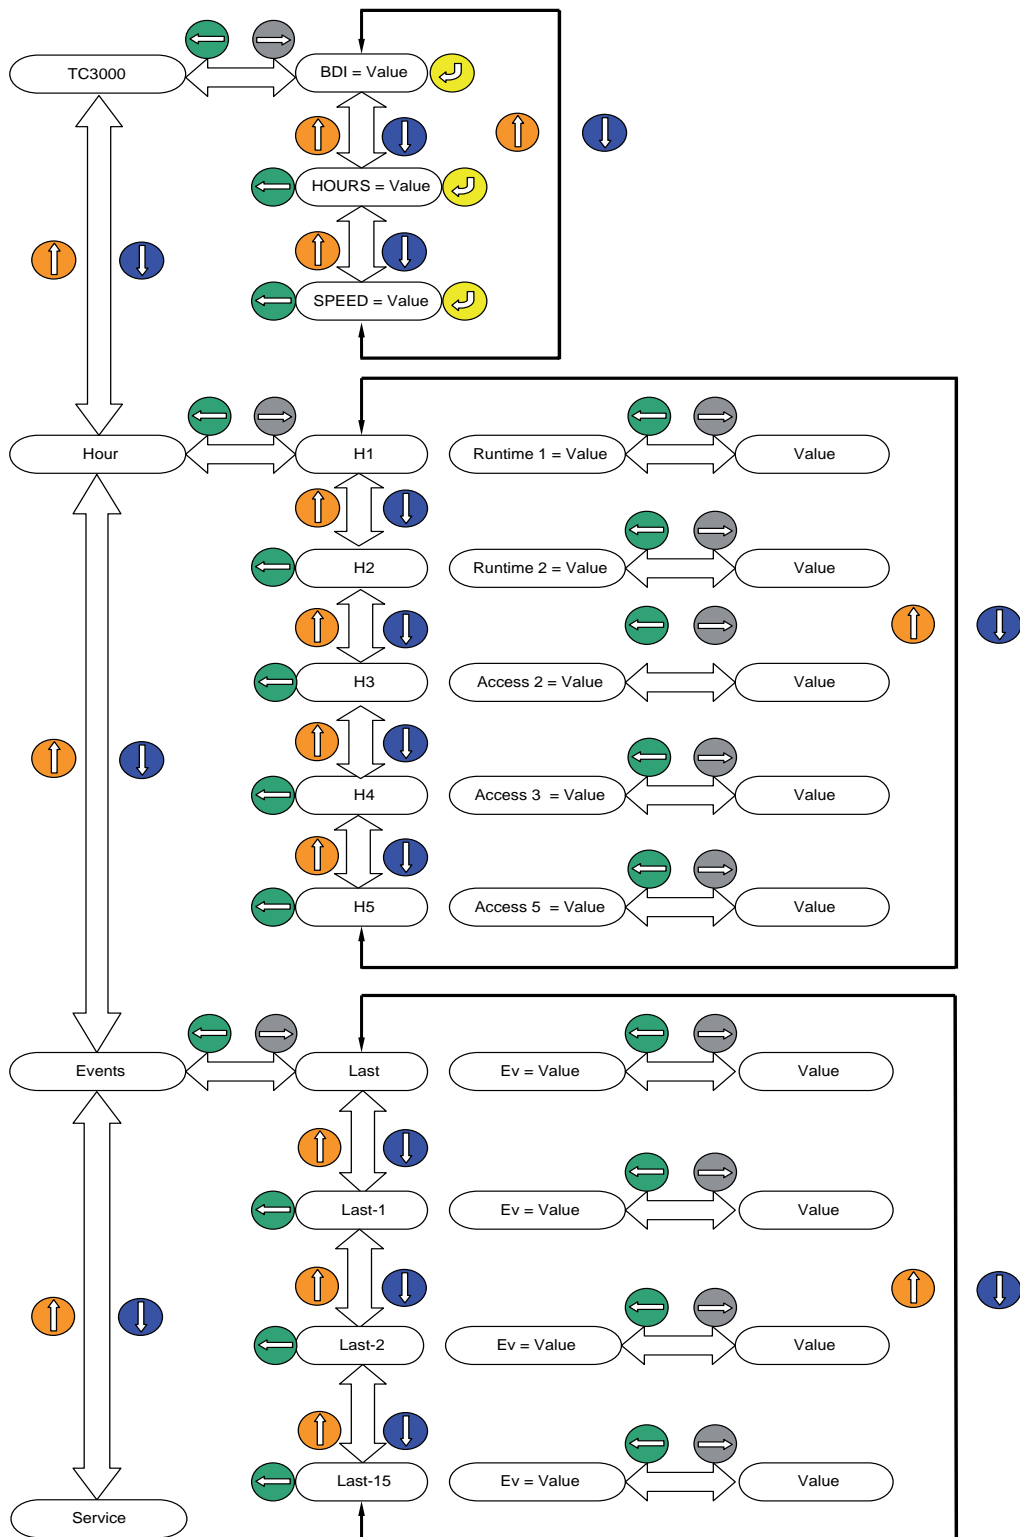 TC3000
BDI = Value
HOURS = Value
SPEED = Value
Hour
H1
Runtime 1 = Value
Value
H2
Runtime 2 = Value
Value
H3
Access 2 = Value
Value
H4
Access 3  = Value
Value
H5
Access 5  = Value
Value
Events
Last
Ev = Value
Value
Last-1
Ev = Value
Value
Last-2
Ev = Value
Value
Last-15
Ev = Value
Value
Service